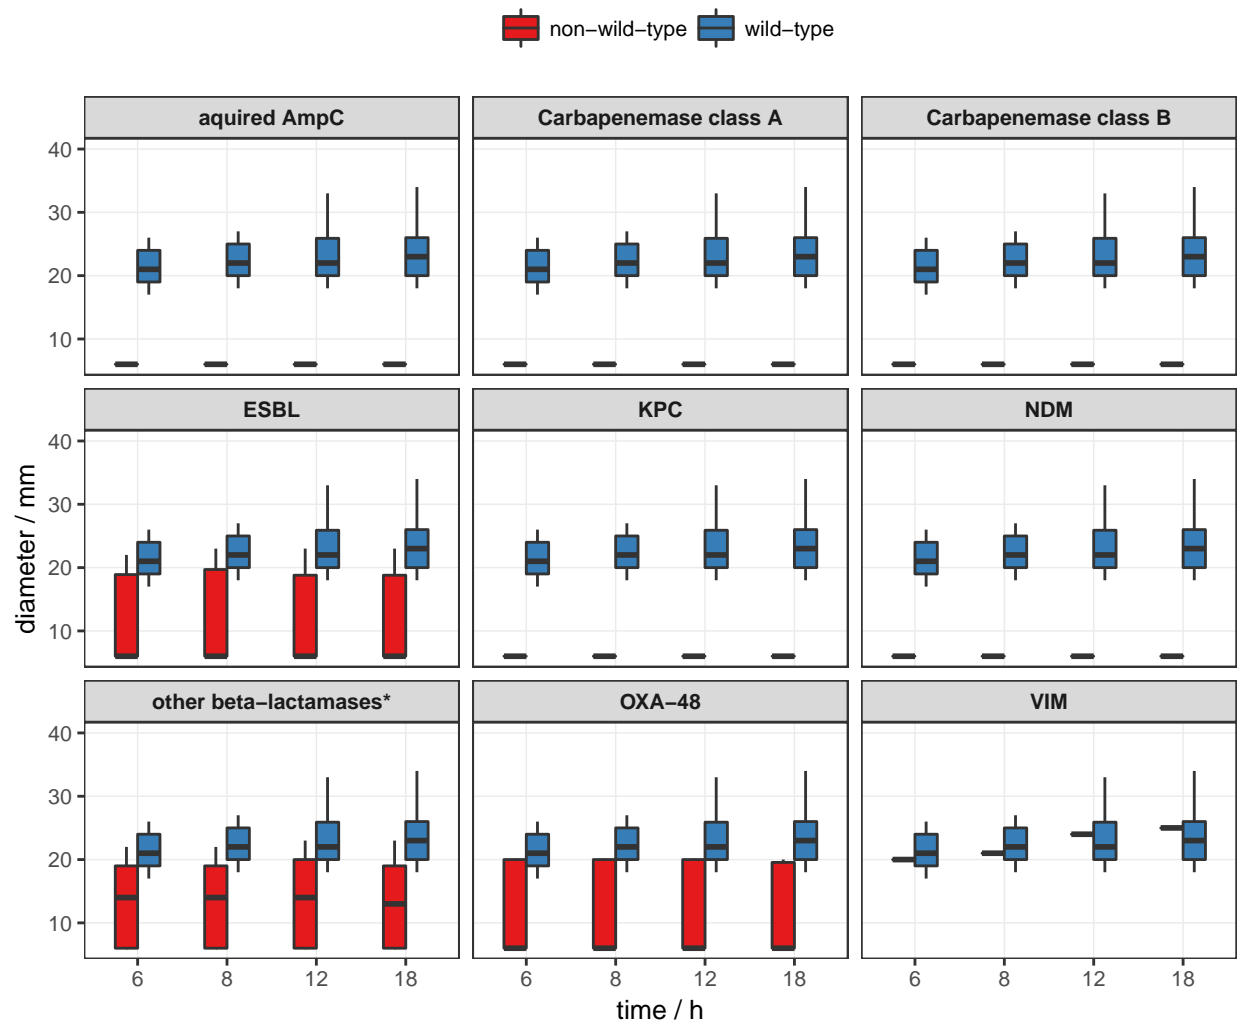 non−wild−type wild−type
aquired AmpC Carbapenemase class A Carbapenemase class B
40
30
20
10
ESBL KPC NDM
40
30
20
10
diameter / mm
other beta−lactamases* OXA−48 VIM
40
30
20
10
6 8 12 18 6 8 12 18 6 8 12 18
time / h